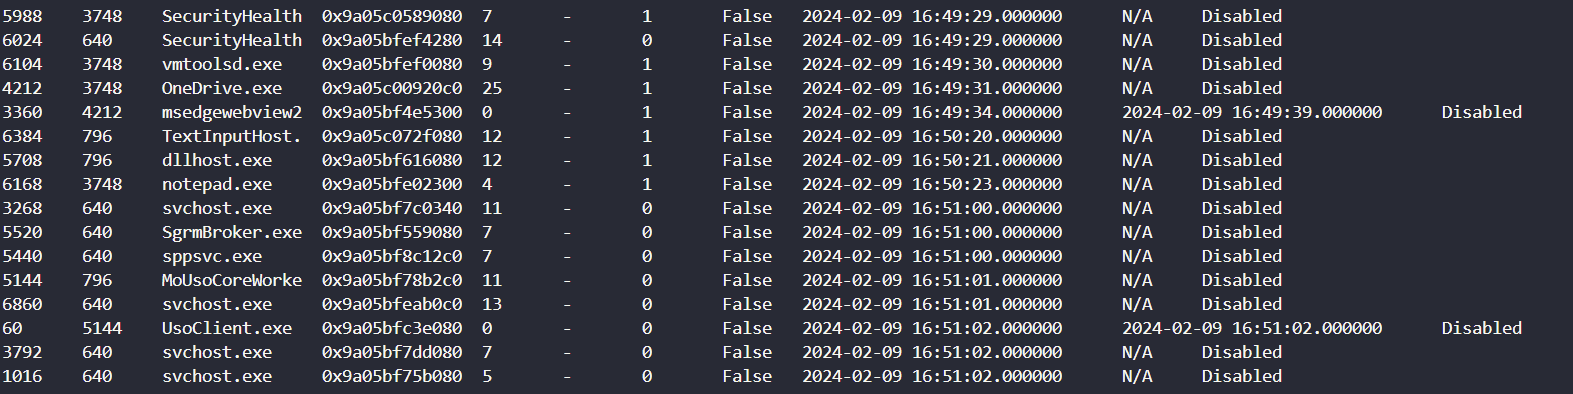 5988 3748 SecurityHealth 0x9a05c0589080 7 - 1 False 2024-02-09 16:49:29.000000 N/A Disabled
6024 640 SecurityHealth 0x9a05bfef4280 14 - 0 False 2024-02-09 16:49:29.000000 N/A Disabled
6104 3748 vmtoolsd.exe 0x9a05bfef0080 9 - 1 False 2024-02-09 16:49:30.000000 N/A Disabled
4212 3748 OneDrive.exe 0x9a05c00920c0 25 - 1 False 2024-02-09 16:49:31.000000 N/A Disabled
3360 4212 msedgewebview2 0x9a05bf4e5300 0 - 1 False 2024-02-09 16:49:34.000000 2024-02-09 16:49:39.000000 Disabled
6384 796 TextInputHost. 0x9a05c072f080 12 - 1 False 2024-02-09 16:50:20.000000 N/A Disabled
5708 796 dllhost.exe 0x9a05bf616080 12 - 1 False 2024-02-09 16:50:21.000000 N/A Disabled
6168 3748 notepad.exe 0x9a05bfe02300 4 - 1 False 2024-02-09 16:50:23.000000 N/A Disabled
3268 640 svchost.exe 0x9a05bf7c0340 11 - 0 False 2024-02-09 16:51:00.000000 N/A Disabled
5520 640 SgrmBroker.exe 0x9a05bf559080 7 - 0 False 2024-02-09 16:51:00.000000 N/A Disabled
5440 640 sppsvc.exe 0x9a05bf8c12c0 7 - 0 False 2024-02-09 16:51:00.000000 N/A Disabled
5144 796 MoUsoCoreWorke 0x9a05bf78b2c0 11 - 0 False 2024-02-09 16:51:01.000000 N/A Disabled
6860 640 svchost.exe 0x9a05bfeab0c0 13 - 0 False 2024-02-09 16:51:01.000000 N/A Disabled
60 5144 UsoClient.exe 0x9a05bfc3e080 0 - 0 False 2024-02-09 16:51:02.000000 2024-02-09 16:51:02.000000 Disabled
3792 640 svchost.exe 0x9a05bf7dd080 7 - 0 False 2024-02-09 16:51:02.000000 N/A Disabled
1016 640 svchost.exe 0x9a05bf75b080 5 - 0 False 2024-02-09 16:51:02.000000 N/A Disabled